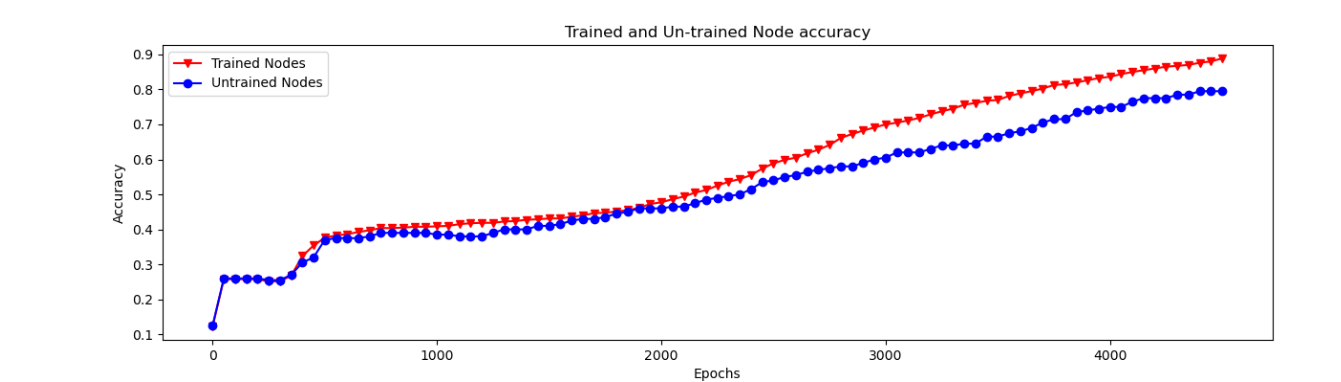 Trained and Un-trained Node accuracy
Trained Nodes
Untrained Nodes
Accuracy
0.9
0.8
0.7
0.6
0.5
0.4
0.3
0.2
0.1
0 1000 2000 3000 4000
Epochs